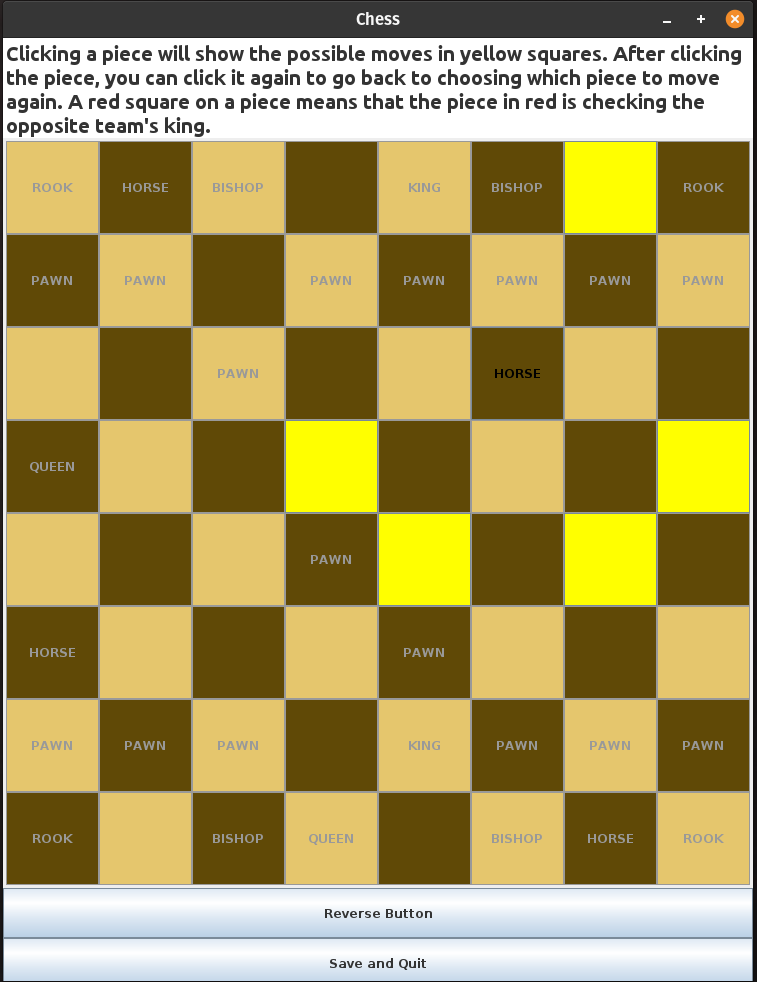 Chess
Clicking a piece will show the possible moves in yellow squares. After clicking
the piece, you can click it again to go back to choosing which piece to move
again. A red square on a piece means that the piece in red is checking the
opposite team's king.
ROOK HORSE BISHOP KING BISHOP ROOK
PAWN PAWN PAWN PAWN PAWN PAWN PAWN
PAWN HORSE
QUEEN
PAWN
HORSE PAWN
PAWN PAWN PAWN KING PAWN PAWN PAWN
ROOK BISHOP QUEEN BISHOP HORSE ROOK
Reverse Button
Save and Quit